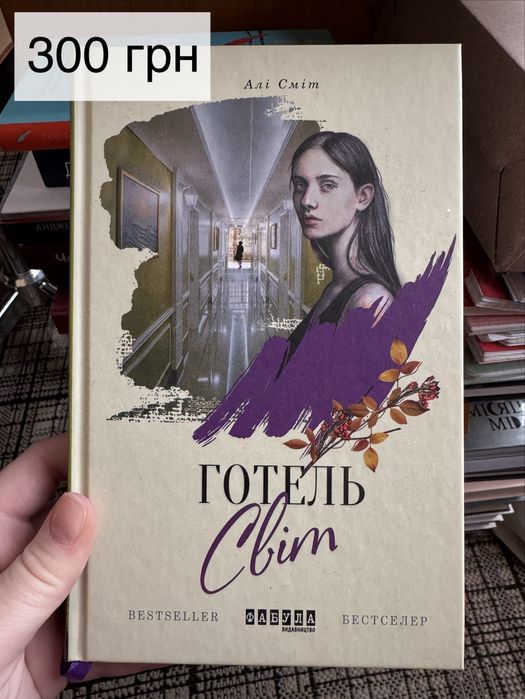 300 грн
Алі Сміт
ГОТЕЛЬ
Світ
BESTSELLER
ФАБУЛА
ВИДАВНИЦТВО
БЕСТСЕЛЕР